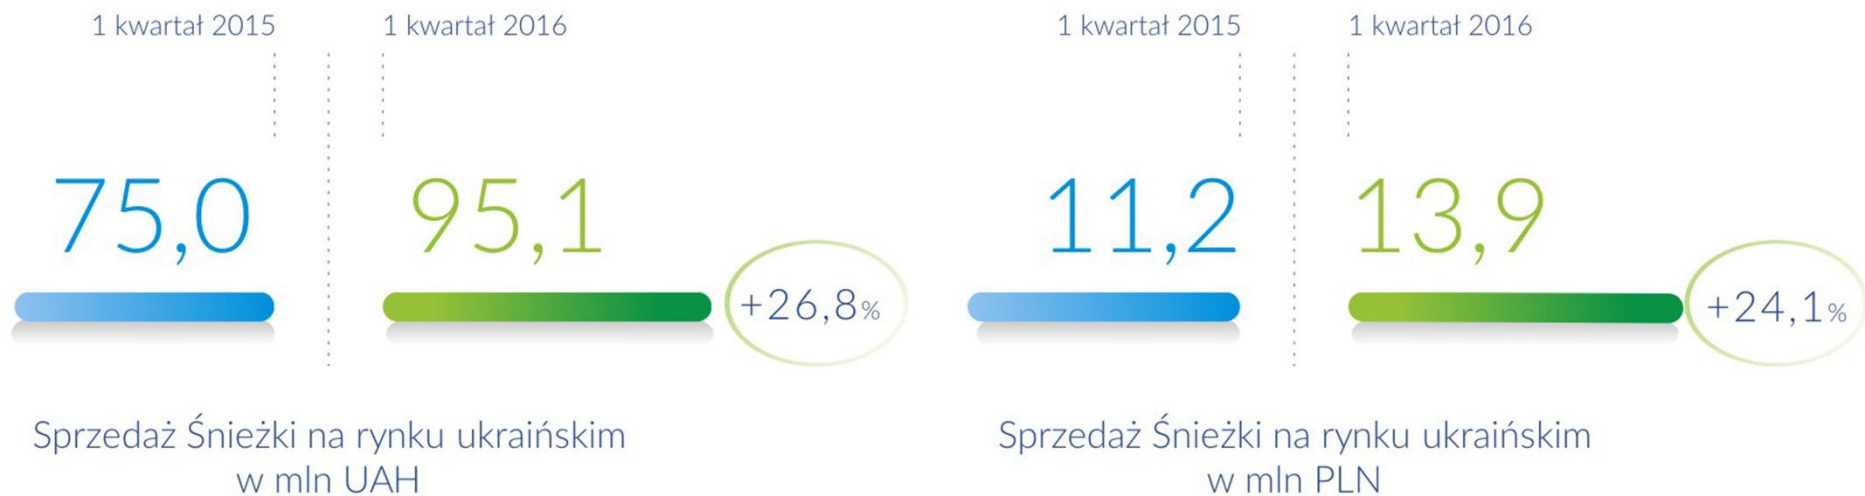 1 kwartał 2015
1 kwartał 2016
75,0
95,1
+26,8%
Sprzedaż Śnieżki na rynku ukraińskim
w mln UAH
1 kwartał 2015
1 kwartał 2016
11,2
13,9
+24,1%
Sprzedaż Śnieżki na rynku ukraińskim
w mln PLN